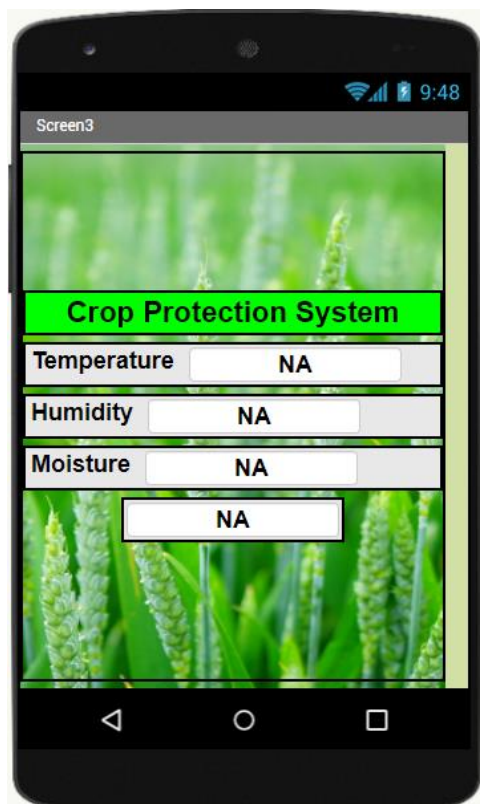 9:48
Screen3
Crop Protection System
Temperature NA
Humidity NA
Moisture NA
NA